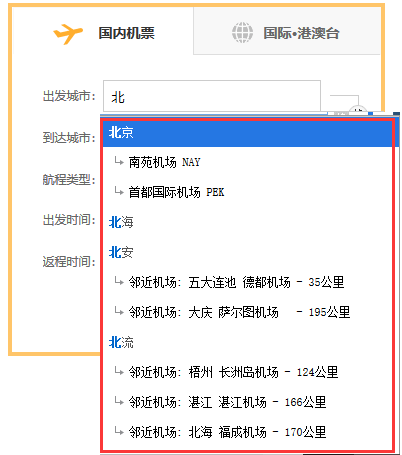 国内机票
国际·港澳台
出发城市：
北
到达城市：
航程类型：
出发时间：
返程时间：
北京
南苑机场 NAY
首都国际机场 PEK
北海
北安
邻近机场: 五大连池 德都机场 - 35公里
邻近机场: 大庆 萨尔图机场 - 195公里
北流
邻近机场: 梧州 长洲岛机场 - 124公里
邻近机场: 湛江 湛江机场 - 166公里
邻近机场: 北海 福成机场 - 170公里